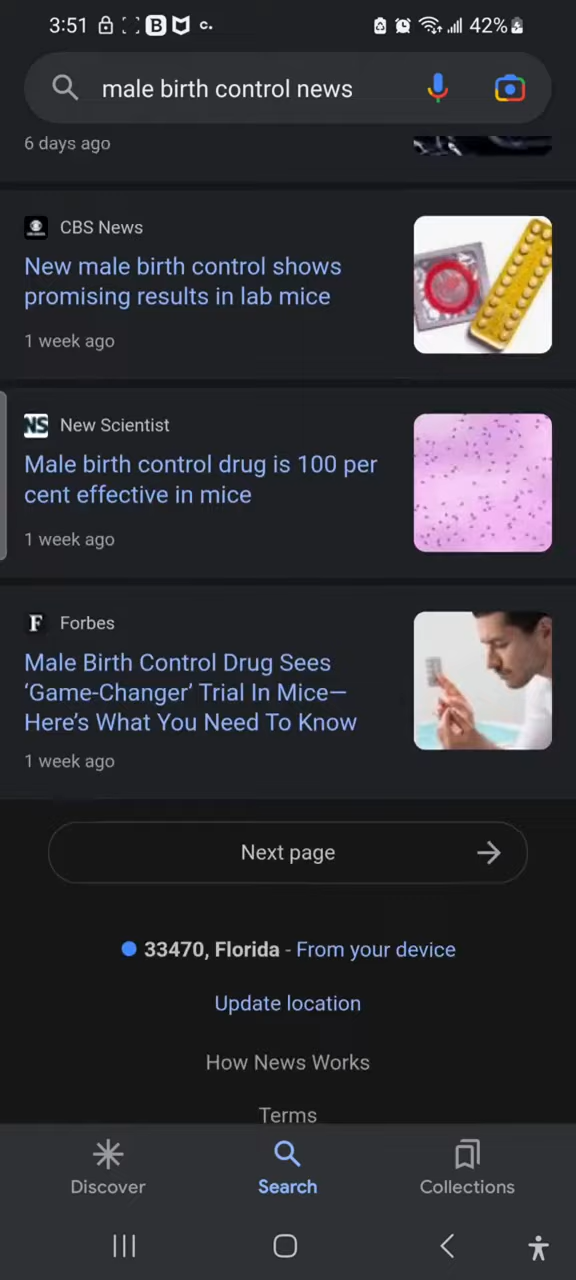 3:51 B c. 42%
male birth control news
6 days ago
CBS News
New male birth control shows
promising results in lab mice
1 week ago
NS New Scientist
Male birth control drug is 100 per
cent effective in mice
1 week ago
F Forbes
Male Birth Control Drug Sees
‘Game-Changer’ Trial In Mice—
Here’s What You Need To Know
1 week ago
Next page
33470, Florida - From your device
Update location
How News Works
Terms
Discover
Search
Collections